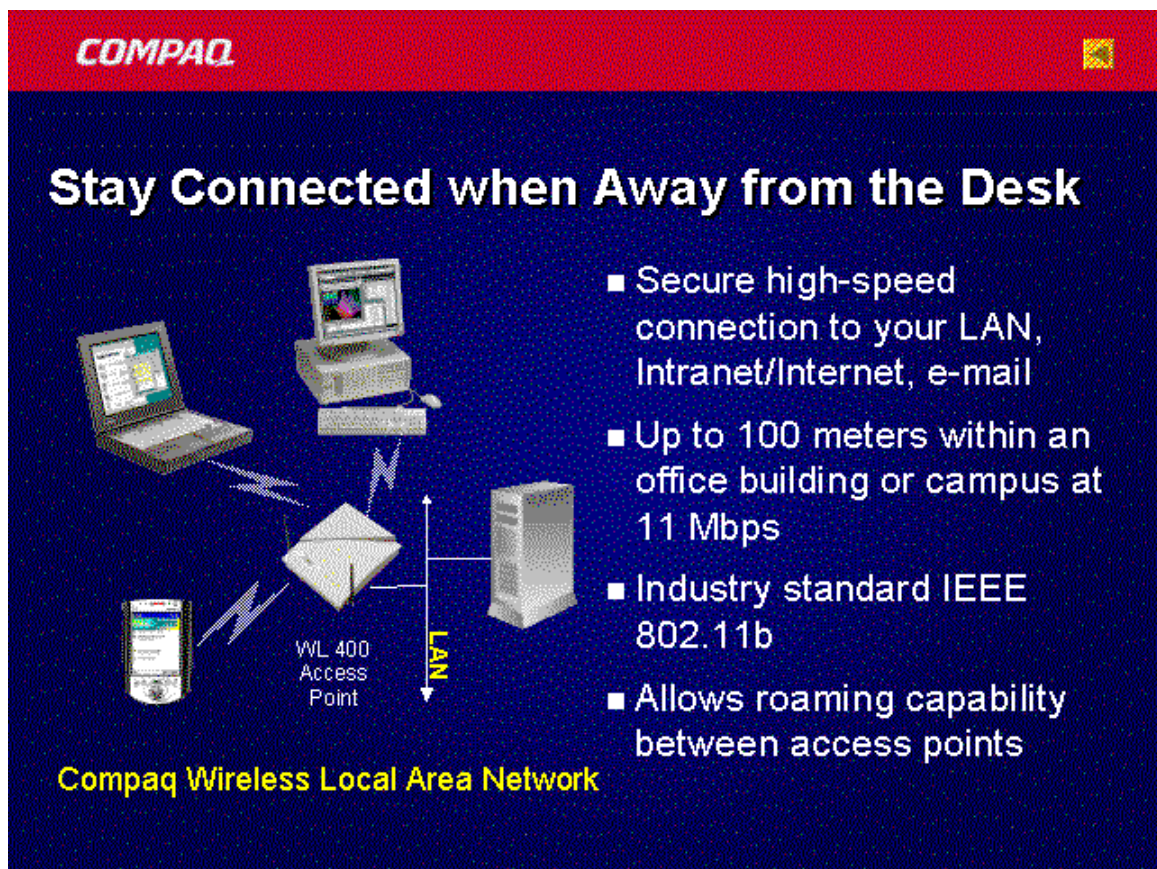 COMPAQ
Stay Connected when Away from the Desk
Secure high-speed
connection to your LAN,
Intranet/Internet, e-mail
Up to 100 meters within an
office building or campus at
11 Mbps
Industry standard IEEE
802.11b
Allows roaming capability
between access points
WL 400
Access
Point
LAN
Compaq Wireless Local Area Network